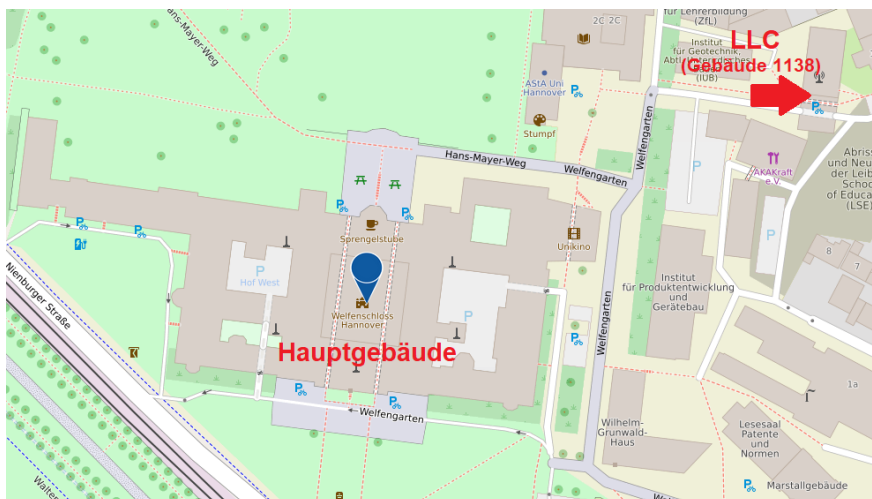 Hans-Mayer-Weg
2C 2C
für Lehrerbildung
(ZfL)
Institut
für Geotechnik,
(IUB)
LLC
(Gebäude 1138)
AStA Uni
Hannover
Stumpf
Welfengarten
Hans-Mayer-Weg
Welfengarten
P
AKAKraft
e.V.
Abriss
und Neu
der Leib
Schoo
of Educa
(LSE)
Sprengelstube
Unikino
P
Hof West
P
P
Welfenschloss
Hannover
Hauptgebäude
Institut
für Produktentwicklung
und
Gerätebau
8
7
Nienburger Straße
Welfengarten
Welfengarten
Wilhelm-
Grunwald-
Haus
1a
Lesesaal
Patente
und
Normen
Marstallgebäude
Walter
Welfengarten